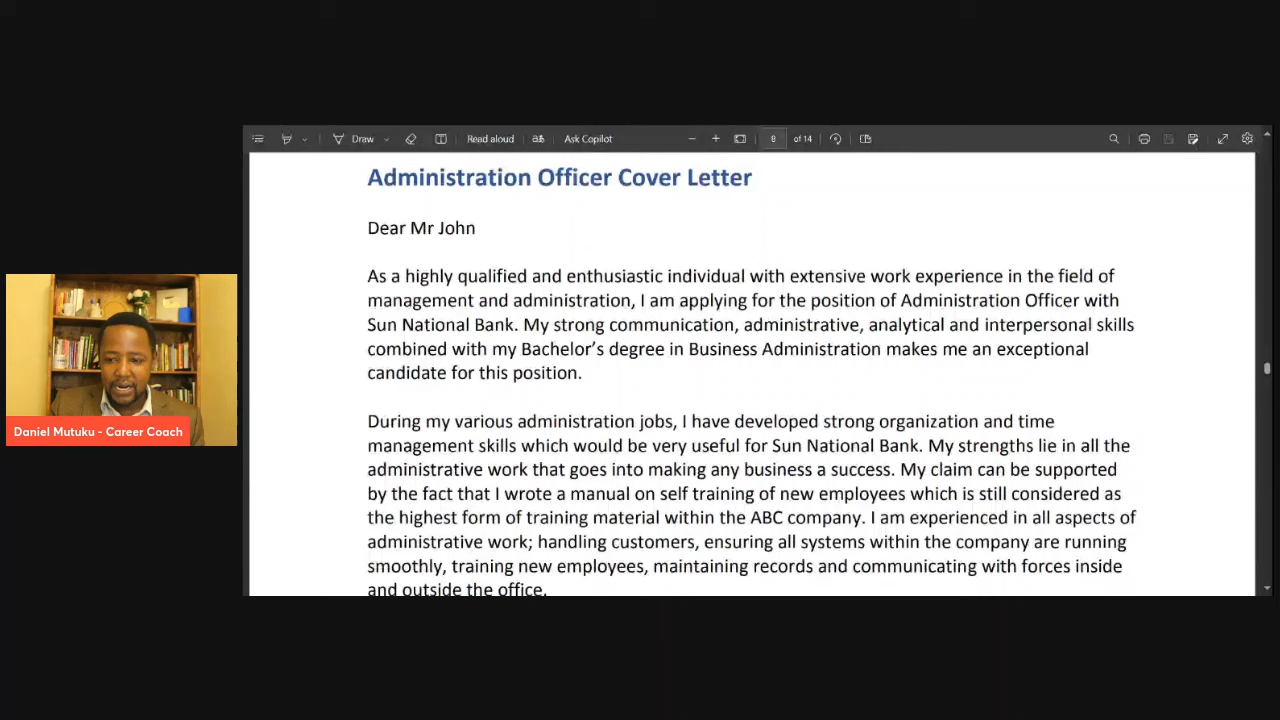 Draw
Read aloud
aあ
Ask Copilot
8
of 14
Administration Officer Cover Letter
Dear Mr John
As a highly qualified and enthusiastic individual with extensive work experience in the field of
management and administration, I am applying for the position of Administration Officer with
Sun National Bank. My strong communication, administrative, analytical and interpersonal skills
combined with my Bachelor’s degree in Business Administration makes me an exceptional
candidate for this position.
During my various administration jobs, I have developed strong organization and time
management skills which would be very useful for Sun National Bank. My strengths lie in all the
administrative work that goes into making any business a success. My claim can be supported
by the fact that I wrote a manual on self training of new employees which is still considered as
the highest form of training material within the ABC company. I am experienced in all aspects of
administrative work; handling customers, ensuring all systems within the company are running
smoothly, training new employees, maintaining records and communicating with forces inside
and outside the office.
Daniel Mutuku - Career Coach